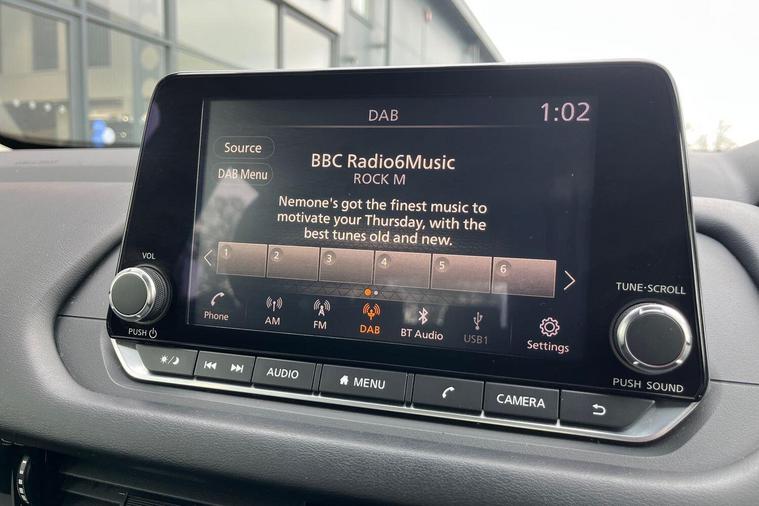 DAB
1:02
Source
DAB Menu
BBC Radio6Music
ROCK M
Nemone's got the finest music to
motivate your Thursday, with the
best tunes old and new.
1 2 3 4 5 6
Phone AM FM DAB BT Audio USB1 Settings
VOL
PUSH
TUNE·SCROLL
PUSH SOUND
AUDIO MENU CAMERA